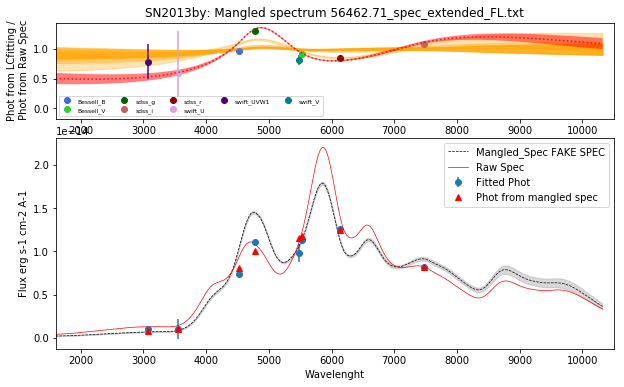 SN2013by: Mangled spectrum 56462.71_spec_extended_FL.txt
Phot from LCfitting /
Phot from Raw Spec
1.0
0.5
0.0
Bessell_B sdss_g sdss_r swift_UVW1 swift_V
Bessell_V sdss_i swift_U
2000 3000 4000 5000 6000 7000 8000 9000 10000
1e−14
Flux erg s-1 cm-2 A-1
2.0
1.5
1.0
0.5
0.0
Mangled_Spec FAKE SPEC
Raw Spec
Fitted Phot
Phot from mangled spec
2000 3000 4000 5000 6000 7000 8000 9000 10000
Wavelenght